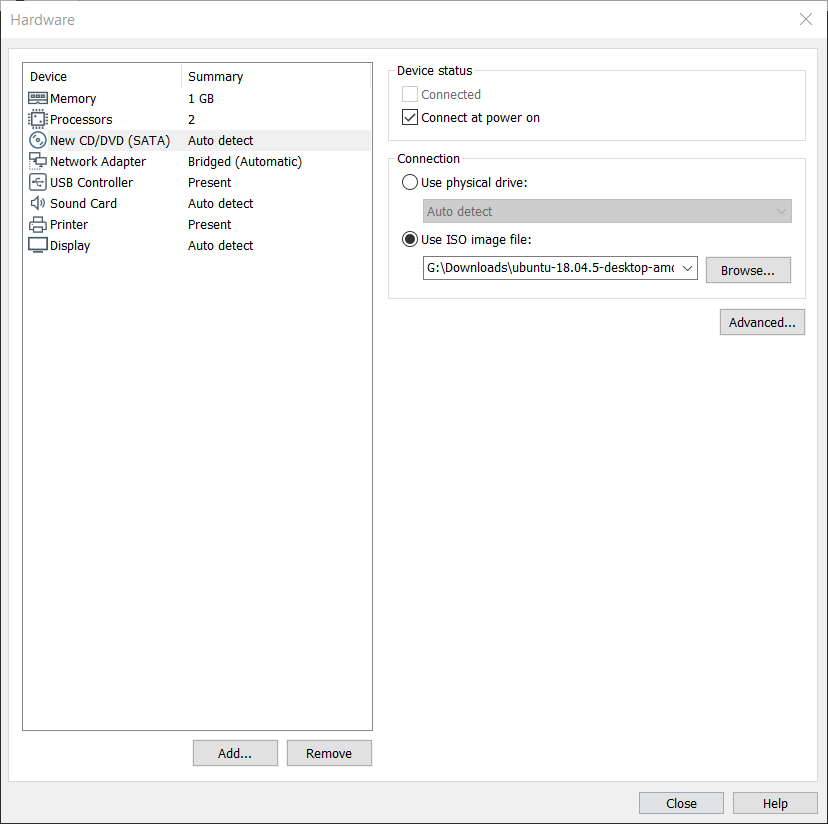 Hardware
Device Summary
Memory 1 GB
Processors 2
New CD/DVD (SATA) Auto detect
Network Adapter Bridged (Automatic)
USB Controller Present
Sound Card Auto detect
Printer Present
Display Auto detect
Add... Remove
Device status
Connected
Connect at power on
Connection
Use physical drive:
Auto detect
Use ISO image file:
G:\Downloads\ubuntu-18.04.5-desktop-amd Browse...
Advanced...
Close Help